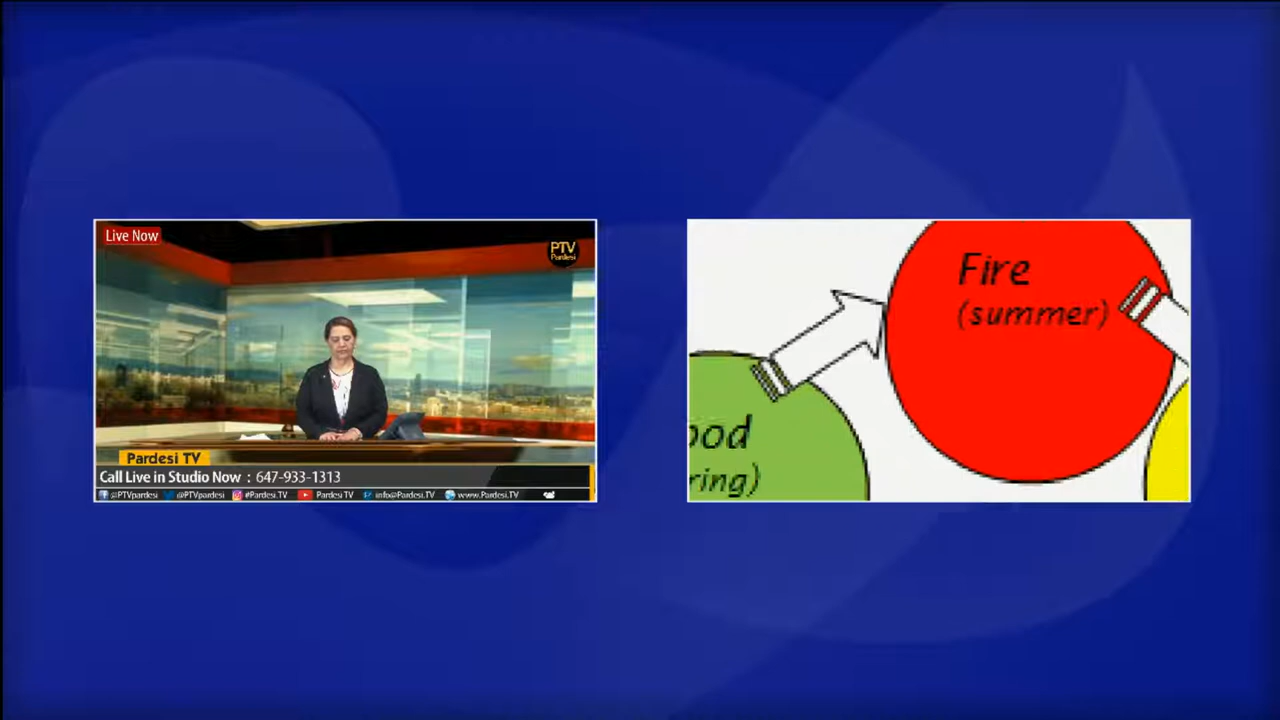 Live Now
PTV
Pardesi
Pardesi TV
Call Live in Studio Now : 647-933-1313
@PTVpardesi @PTVpardesi #Pardesi.TV Pardesi TV info@Pardesi.TV www.Pardesi.TV
Fire
(summer)
ood
ring)